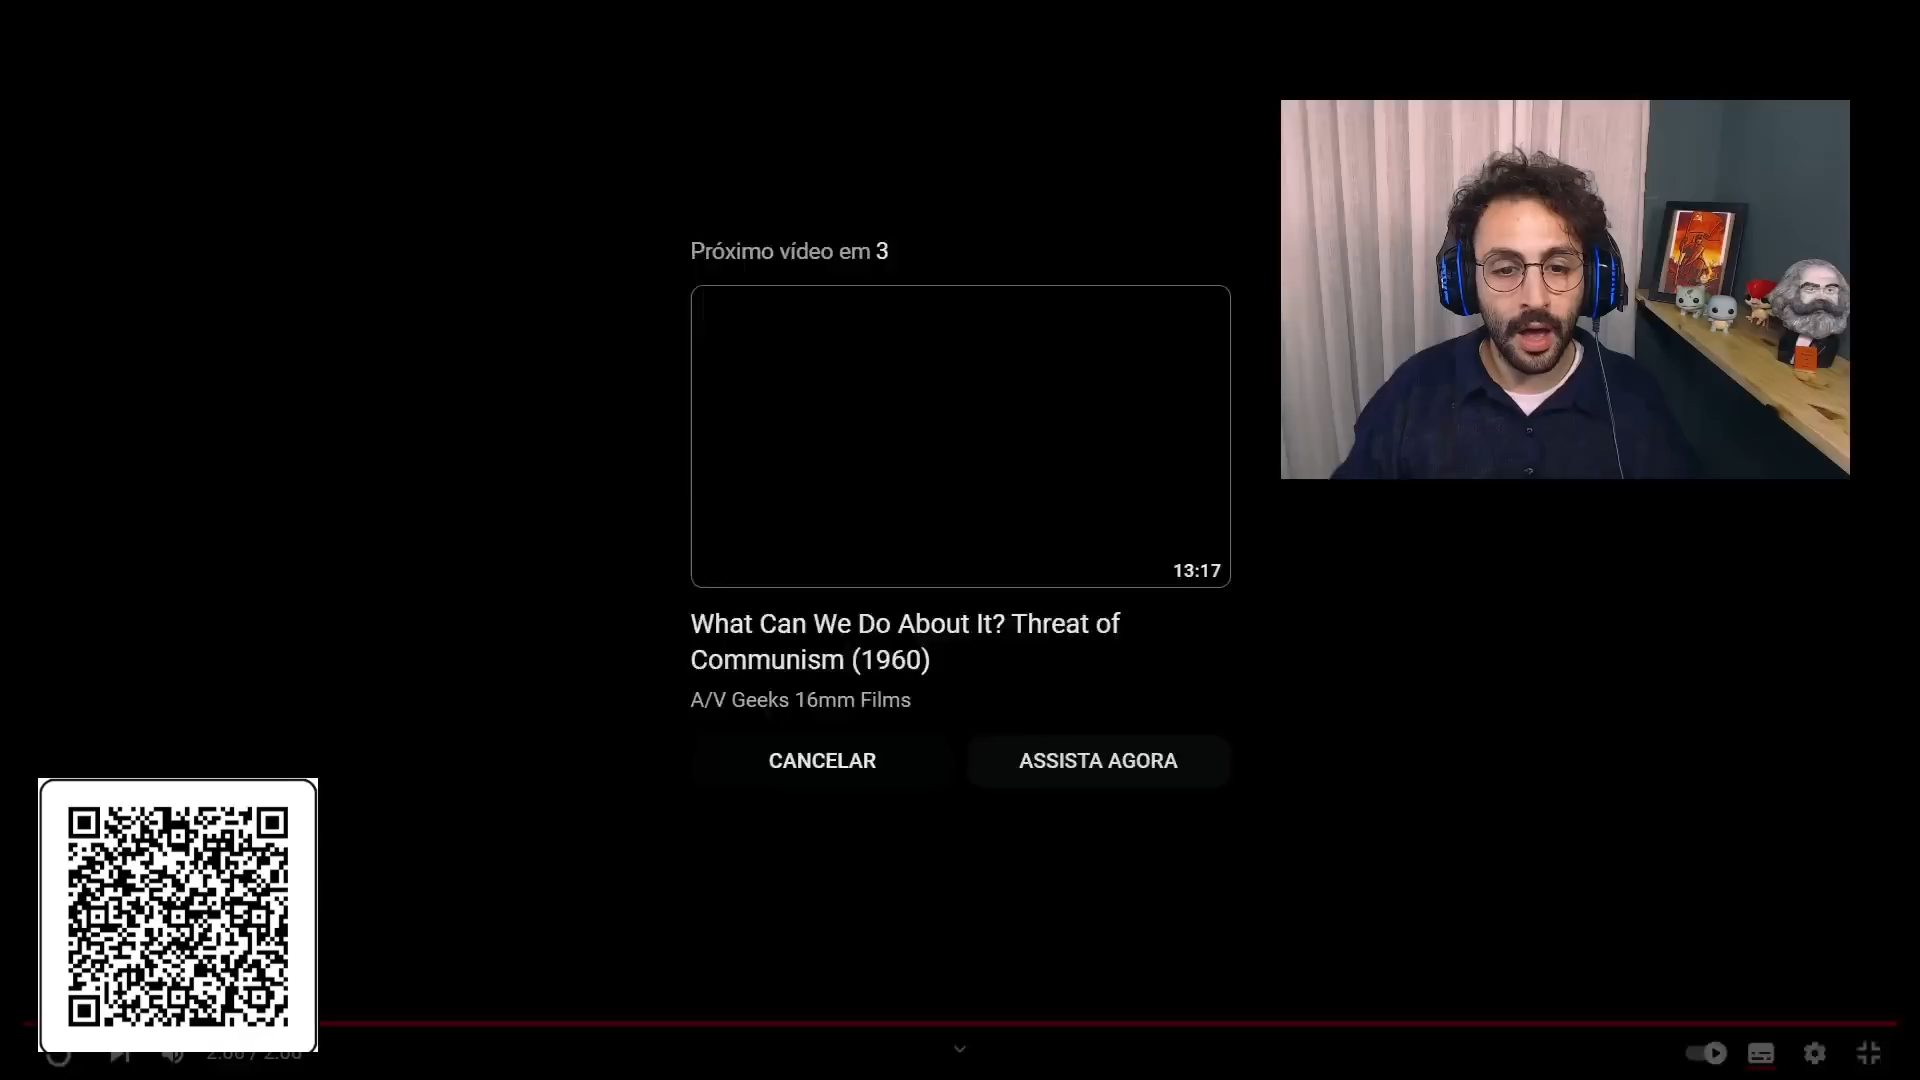 Próximo vídeo em 3
13:17
What Can We Do About It? Threat of
Communism (1960)
A/V Geeks 16mm Films
CANCELAR
ASSISTA AGORA